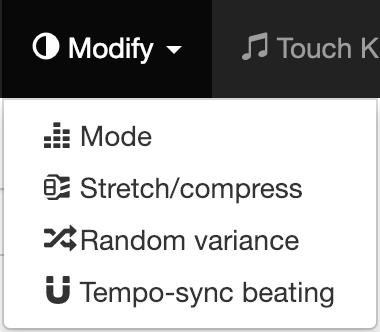 Modify
Touch K
Mode
Stretch/compress
Random variance
Tempo-sync beating